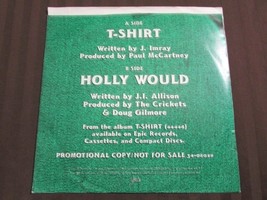 A SIDE
T-SHIRT
Written by J. Imray
Produced by Paul McCartney
B SIDE
HOLLY WOULD
Written by J.I. Allison
Produced by The Crickets
& Doug Gilmore
From the album T-SHIRT
available on Epic Records,
Cassettes, and Compact Discs.
PROMOTIONAL COPY/NOT FOR SALE